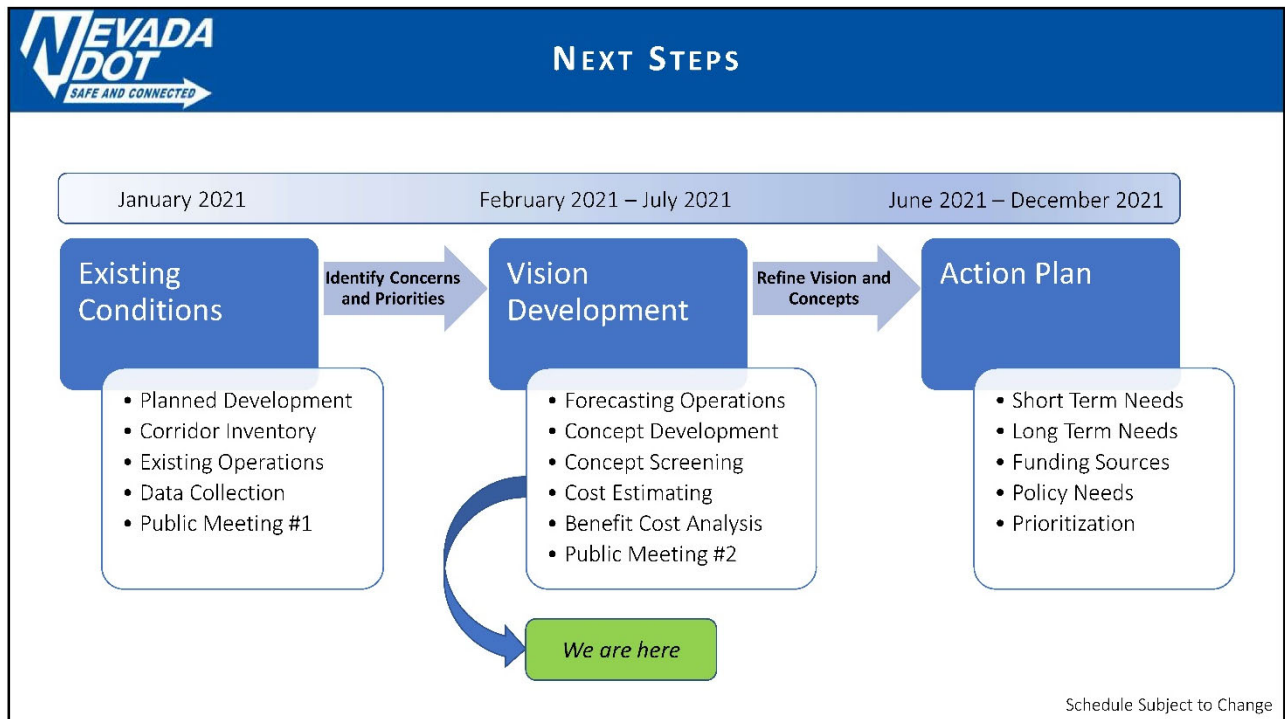 NEVADA
DOT
SAFE AND CONNECTED
NEXT STEPS
January 2021
February 2021 – July 2021
June 2021 – December 2021
Existing
Conditions
Identify Concerns
and Priorities
Vision
Development
Refine Vision and
Concepts
Action Plan
• Planned Development
• Corridor Inventory
• Existing Operations
• Data Collection
• Public Meeting #1
• Forecasting Operations
• Concept Development
• Concept Screening
• Cost Estimating
• Benefit Cost Analysis
• Public Meeting #2
• Short Term Needs
• Long Term Needs
• Funding Sources
• Policy Needs
• Prioritization
We are here
Schedule Subject to Change